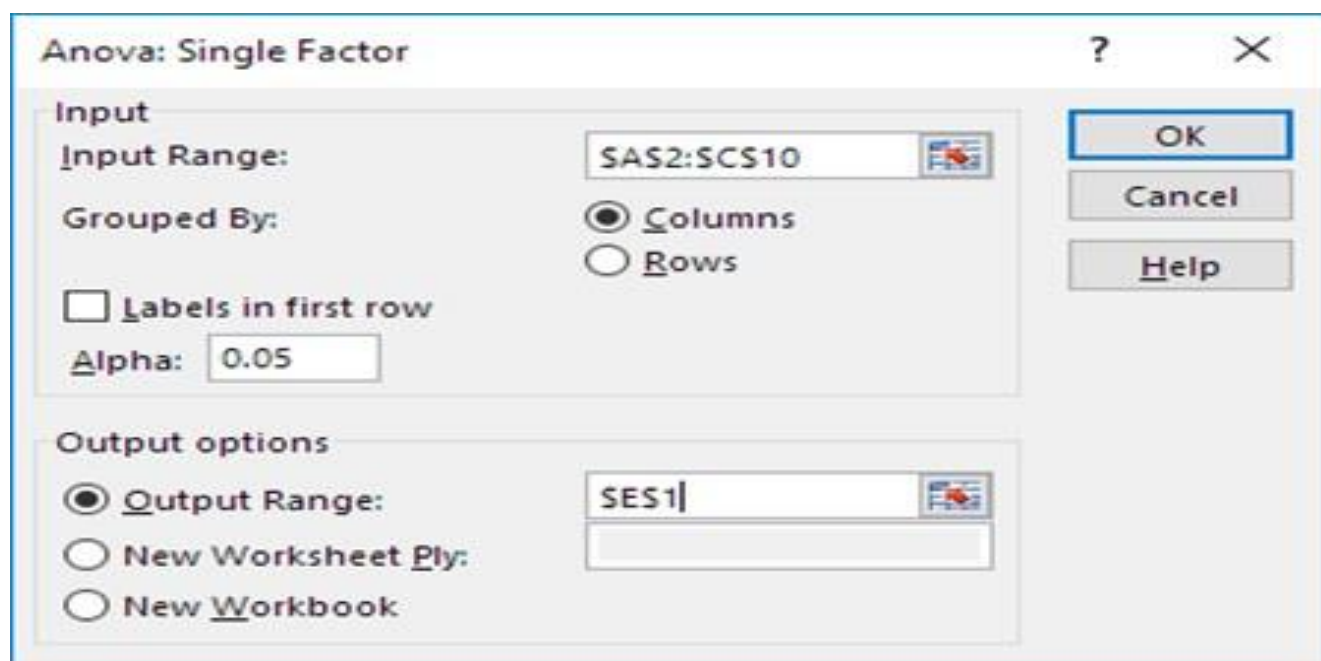 Anova: Single Factor ? ×
Input
Input Range: $A$2:$C$10
OK
Grouped By: Columns
Cancel
Rows
Help
Labels in first row
Alpha: 0.05
Output options
Output Range: $E$1
New Worksheet Ply:
New Workbook